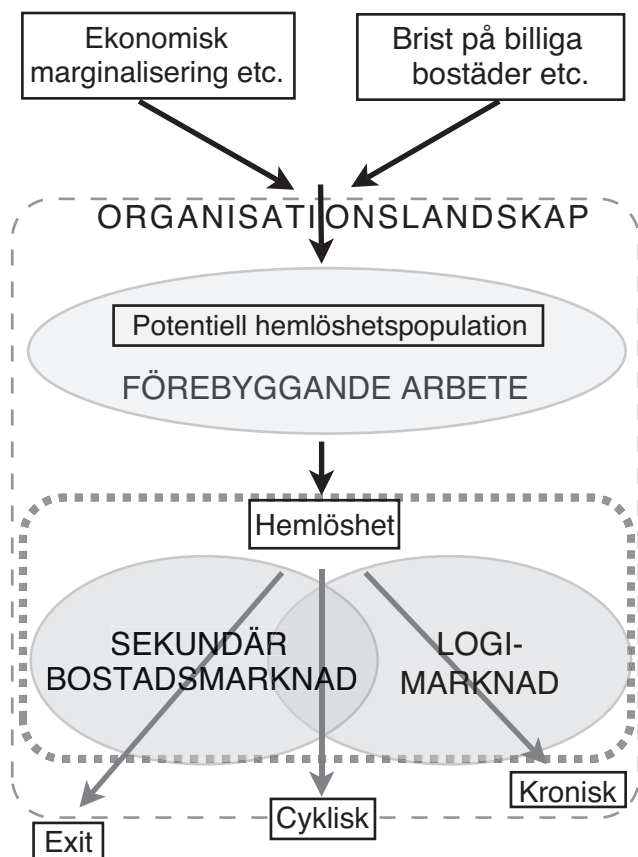 Ekonomisk
marginalisering etc.
Brist på billiga
bostäder etc.
ORGANISATIONSLANDSKAP
Potentiell hemlöshetspopulation
FÖREBYGGANDE ARBETE
Hemlöshet
SEKUNDÄR
BOSTADSMARKNAD
LOGI-
MARKNAD
Kronisk
Cyklisk
Exit